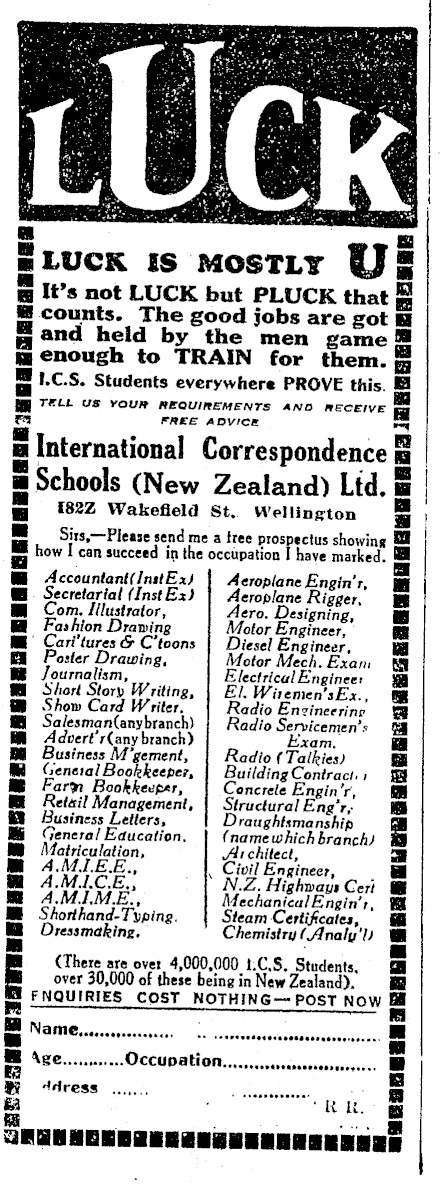 LUCK
LUCK IS MOSTLY U
It's not LUCK but PLUCK that
counts. The good jobs are got
and held by the men game
enough to TRAIN for them.
I.C.S. Students everywhere PROVE this.
TELL US YOUR REQUIREMENTS AND RECEIVE
FREE ADVICE
International Correspondence
Schools (New Zealand) Ltd.
182Z Wakefield St. Wellington
Sirs,—Please send me a free prospectus showing
how I can succeed in the occupation I have marked.
Accountant (InstEx)
Secretarial (InstEx)
Com. Illustrator,
Fashion Drawing
Cari'tures & C'toons
Poster Drawing,
Journalism,
Short Story Writing,
Show Card Writer.
Salesman (any branch)
Advert'r (any branch)
Business M'gement,
General Bookkeeper,
Farm Bookkeeper,
Retail Management,
Business Letters,
General Education.
Matriculation,
A.M.I.E.E.,
A.M.I.C.E.,
A.M.I.M.E.,
Shorthand-Typing.
Dressmaking.
Aeroplane Engin'r,
Aeroplane Rigger,
Aero. Designing,
Motor Engineer,
Diesel Engineer,
Motor Mech. Exam
Electrical Engineer
El. Wiremen's Ex.,
Radio Engineering
Radio Servicemen's
Exam.
Radio (Talkies)
Building Contract
Concrete Engin'r,
Structural Eng'r,
Draughtsmanship
(name which branch)
Architect,
Civil Engineer,
N.Z. Highways Cert
Mechanical Engin'r,
Steam Certificates,
Chemistry (Analy'l)
(There are over 4,000,000 I.C.S. Students,
over 30,000 of these being in New Zealand).
ENQUIRIES COST NOTHING—POST NOW
Name
Age Occupation
Address
R R.